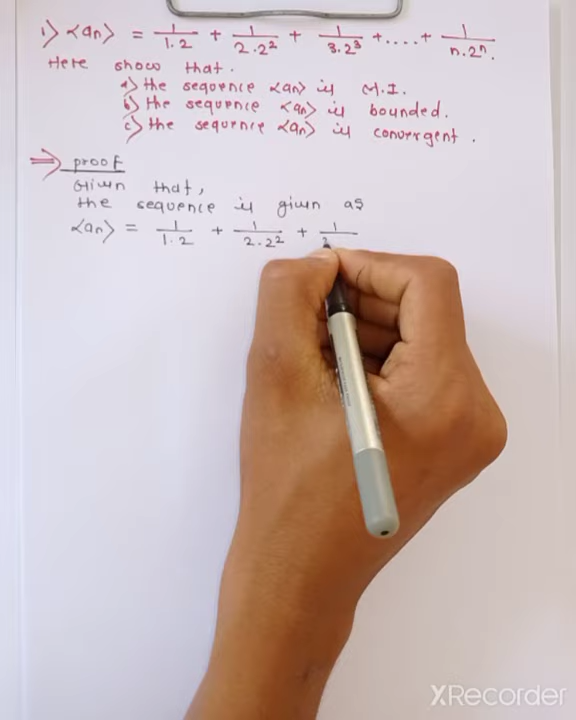 1) <an> = 1/1.2 + 1/2.2² + 1/3.2³ +....+ 1/n.2ⁿ.
Here show that.
a) the sequence <an> is M.I.
b) the sequence <an> is bounded.
c) the sequence <an> is convergent.
⇒ proof
Given that,
the sequence is given as
<an> = 1/1.2 + 1/2.2² + 1/3
XRecorder